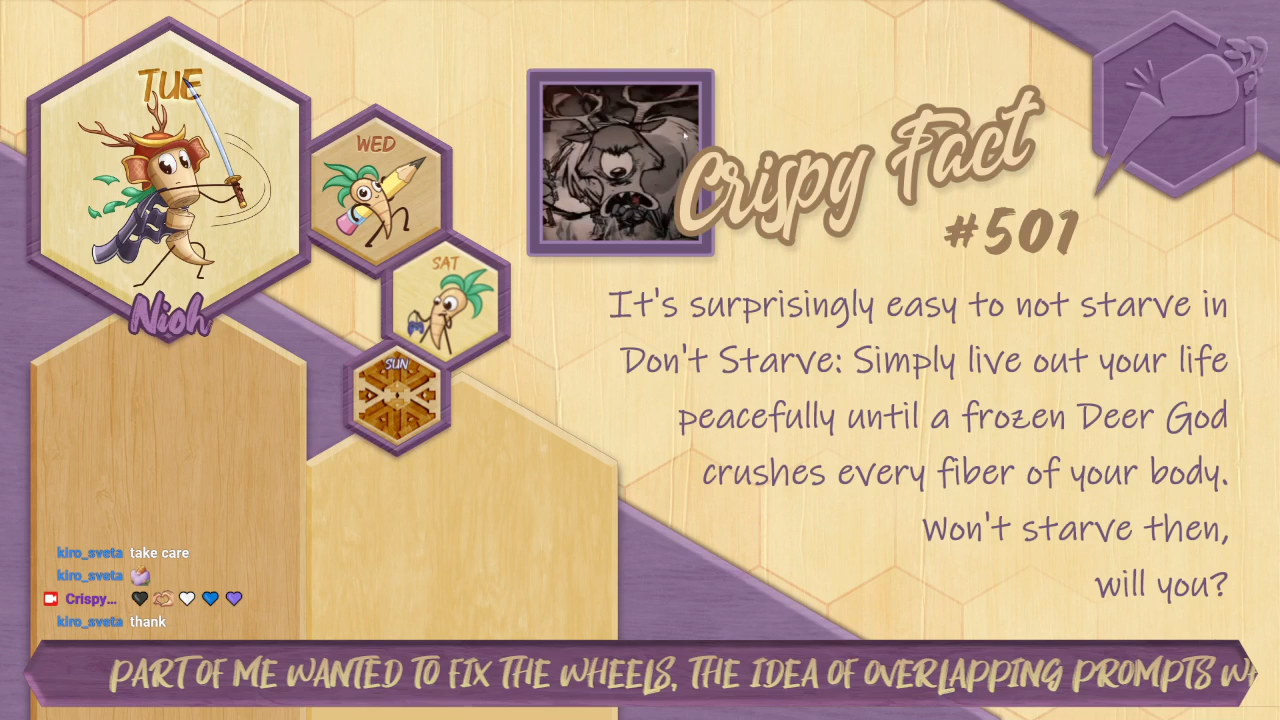 TUE
WED
SAT
SUN
Nioh
Crispy Fact
#501
It's surprisingly easy to not starve in
Don't Starve: Simply live out your life
peacefully until a frozen Deer God
crushes every fiber of your body.
Won't starve then,
will you?
kiro_sveta take care
kiro_sveta
Crispy...
kiro_sveta thank
PART OF ME WANTED TO FIX THE WHEELS, THE IDEA OF OVERLAPPING PROMPTS